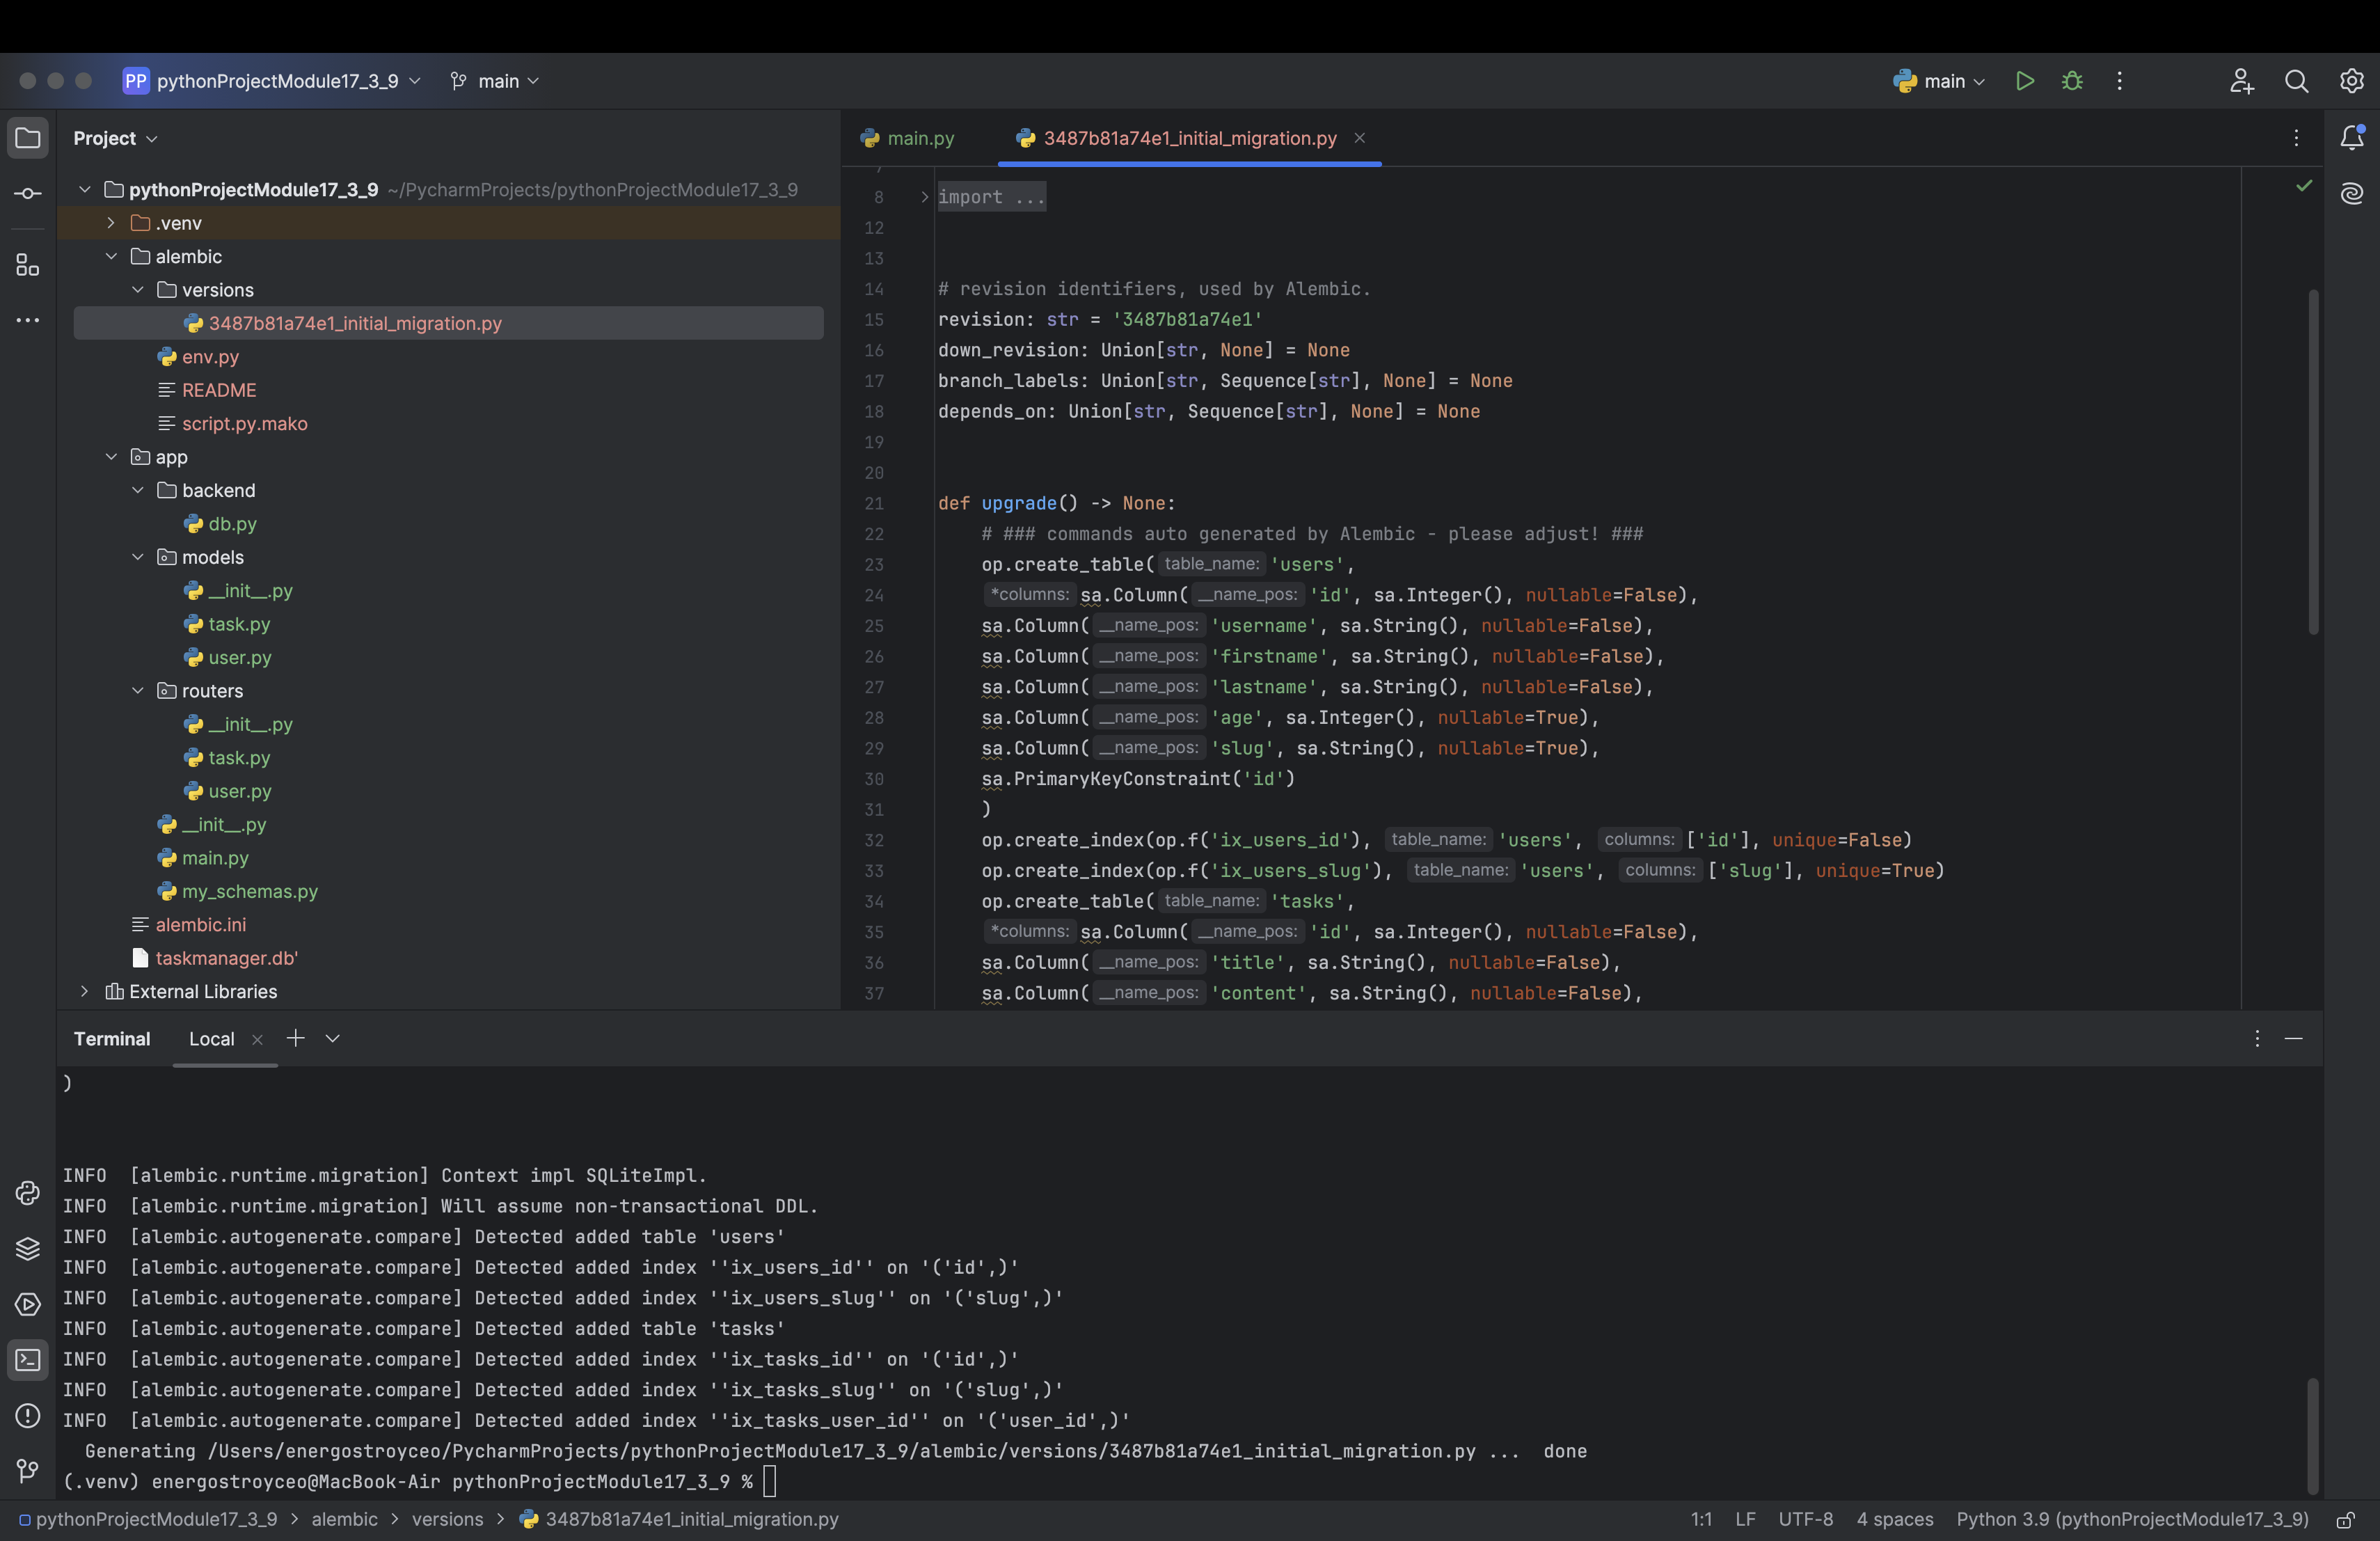 PP pythonProjectModule17_3_9 main main
Project
pythonProjectModule17_3_9 ~/PycharmProjects/pythonProjectModule17_3_9
.venv
alembic
versions
3487b81a74e1_initial_migration.py
env.py
README
script.py.mako
app
backend
db.py
models
__init__.py
task.py
user.py
routers
__init__.py
task.py
user.py
__init__.py
main.py
my_schemas.py
alembic.ini
taskmanager.db'
External Libraries
main.py 3487b81a74e1_initial_migration.py
8 import ...
12
13
14 # revision identifiers, used by Alembic.
15 revision: str = '3487b81a74e1'
16 down_revision: Union[str, None] = None
17 branch_labels: Union[str, Sequence[str], None] = None
18 depends_on: Union[str, Sequence[str], None] = None
19
20
21 def upgrade() -> None:
22 # ### commands auto generated by Alembic - please adjust! ###
23 op.create_table( table_name: 'users',
24 *columns: sa.Column( __name_pos: 'id', sa.Integer(), nullable=False),
25 sa.Column( __name_pos: 'username', sa.String(), nullable=False),
26 sa.Column( __name_pos: 'firstname', sa.String(), nullable=False),
27 sa.Column( __name_pos: 'lastname', sa.String(), nullable=False),
28 sa.Column( __name_pos: 'age', sa.Integer(), nullable=True),
29 sa.Column( __name_pos: 'slug', sa.String(), nullable=True),
30 sa.PrimaryKeyConstraint('id')
31 )
32 op.create_index(op.f('ix_users_id'), table_name: 'users', columns: ['id'], unique=False)
33 op.create_index(op.f('ix_users_slug'), table_name: 'users', columns: ['slug'], unique=True)
34 op.create_table( table_name: 'tasks',
35 *columns: sa.Column( __name_pos: 'id', sa.Integer(), nullable=False),
36 sa.Column( __name_pos: 'title', sa.String(), nullable=False),
37 sa.Column( __name_pos: 'content', sa.String(), nullable=False),
Terminal Local
)
INFO [alembic.runtime.migration] Context impl SQLiteImpl.
INFO [alembic.runtime.migration] Will assume non-transactional DDL.
INFO [alembic.autogenerate.compare] Detected added table 'users'
INFO [alembic.autogenerate.compare] Detected added index ''ix_users_id'' on '('id',)'
INFO [alembic.autogenerate.compare] Detected added index ''ix_users_slug'' on '('slug',)'
INFO [alembic.autogenerate.compare] Detected added table 'tasks'
INFO [alembic.autogenerate.compare] Detected added index ''ix_tasks_id'' on '('id',)'
INFO [alembic.autogenerate.compare] Detected added index ''ix_tasks_slug'' on '('slug',)'
INFO [alembic.autogenerate.compare] Detected added index ''ix_tasks_user_id'' on '('user_id',)'
Generating /Users/energostroyceo/PycharmProjects/pythonProjectModule17_3_9/alembic/versions/3487b81a74e1_initial_migration.py ... done
(.venv) energostroyceo@MacBook-Air pythonProjectModule17_3_9 %
pythonProjectModule17_3_9 > alembic > versions > 3487b81a74e1_initial_migration.py 1:1 LF UTF-8 4 spaces Python 3.9 (pythonProjectModule17_3_9)